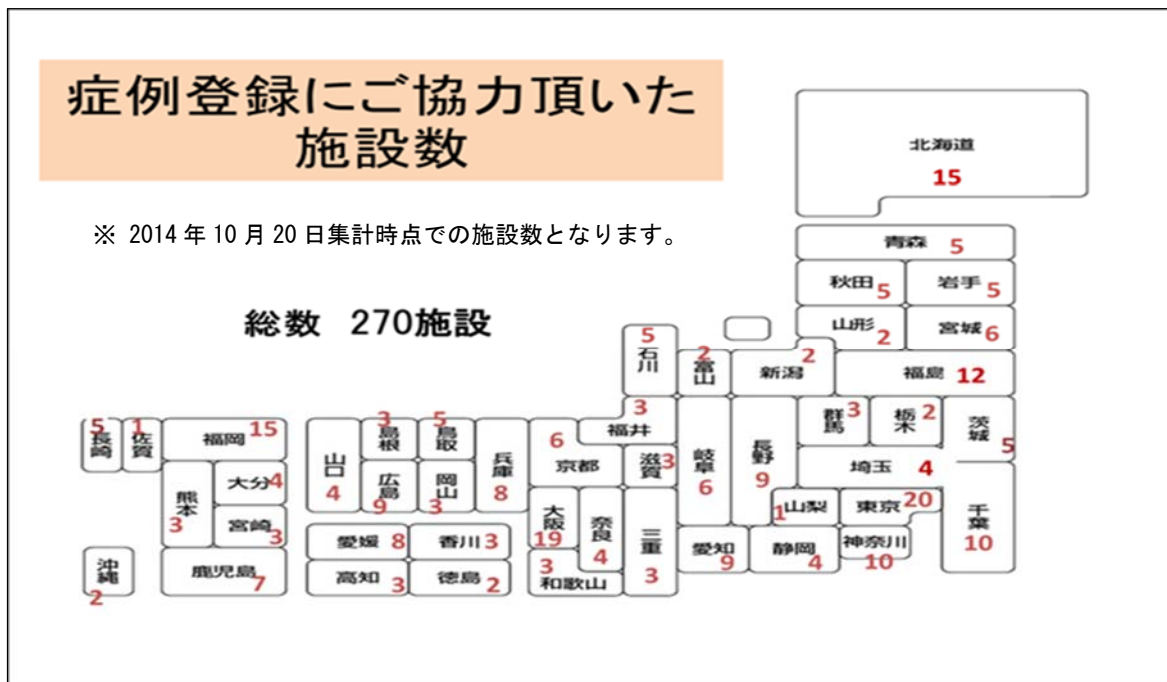 症例登録にご協力頂いた
施設数
※ 2014 年 10 月 20 日集計時点での施設数となります。
総数 270施設
北海道
15
青森 5
秋田 5
岩手 5
山形 2
宮城 6
福島 12
新潟 2
富山 2
石川 5
福井 3
群馬 3
栃木 2
茨城 5
埼玉 4
千葉 10
東京 20
神奈川 10
山梨 1
長野 9
岐阜 6
静岡 4
愛知 9
三重 3
滋賀 3
京都 6
大阪 19
奈良 4
和歌山 3
兵庫 8
鳥取 5
岡山 3
島根 3
広島 9
山口 4
香川 3
愛媛 8
徳島 2
高知 3
福岡 15
佐賀 1
長崎 5
大分 4
熊本 3
宮崎 3
鹿児島 7
沖縄 2